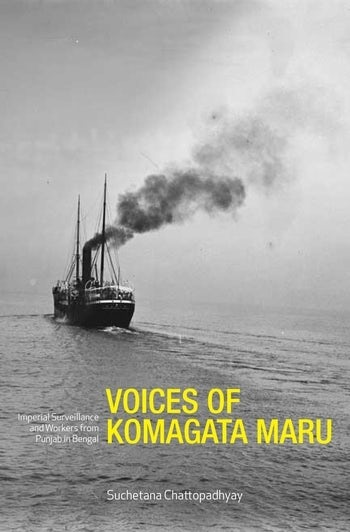 Imperial Surveillance
and Workers from
Punjab in Bengal
VOICES OF
KOMAGATA MARU
Suchetana Chattopadhyay